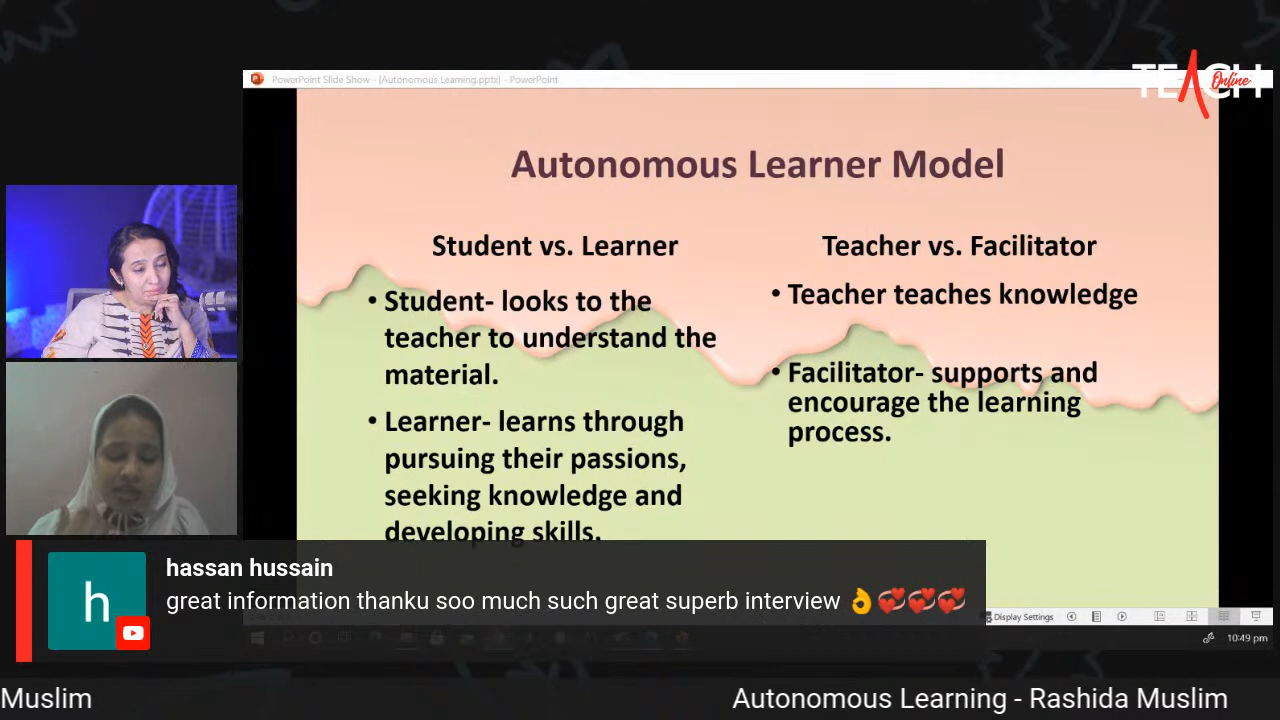 PowerPoint Slide Show - [Autonomous Learning.pptx] - PowerPoint
TEACH
Online
Autonomous Learner Model
Student vs. Learner
• Student- looks to the
teacher to understand the
material.
• Learner- learns through
pursuing their passions,
seeking knowledge and
developing skills.
Teacher vs. Facilitator
• Teacher teaches knowledge
• Facilitator- supports and
encourage the learning
process.
h
hassan hussain
great information thanku soo much such great superb interview 👌💞💞💞
Display Settings
10:49 pm
Muslim
Autonomous Learning - Rashida Muslim